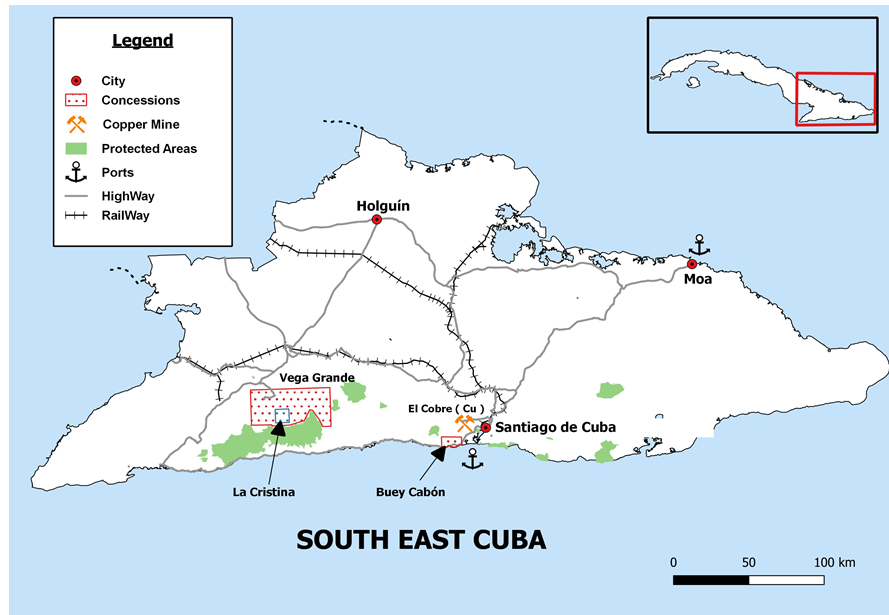 Legend
City
Concessions
Copper Mine
Protected Areas
Ports
HighWay
RailWay
Holguín
Moa
Vega Grande
El Cobre ( Cu )
Santiago de Cuba
La Cristina
Buey Cabón
SOUTH EAST CUBA
0 50 100 km